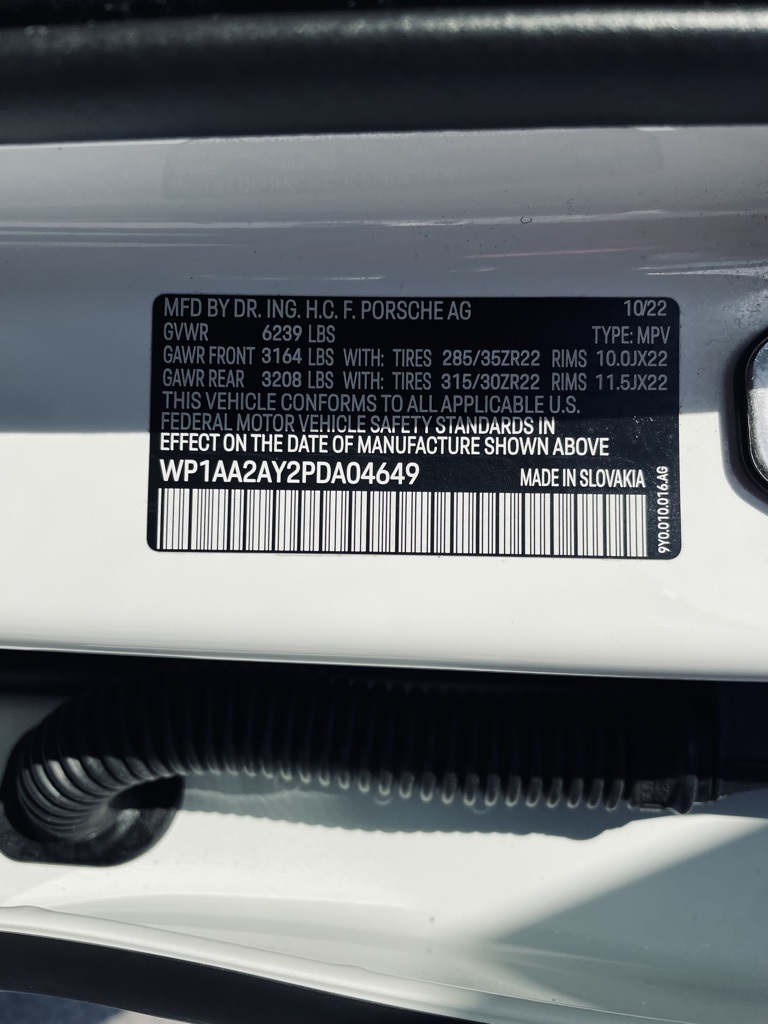 MFD BY DR. ING. H.C. F. PORSCHE AG 10/22
GVWR 6239 LBS TYPE: MPV
GAWR FRONT 3164 LBS WITH: TIRES 285/35ZR22 RIMS 10.0JX22
GAWR REAR 3208 LBS WITH: TIRES 315/30ZR22 RIMS 11.5JX22
THIS VEHICLE CONFORMS TO ALL APPLICABLE U.S.
FEDERAL MOTOR VEHICLE SAFETY STANDARDS IN
EFFECT ON THE DATE OF MANUFACTURE SHOWN ABOVE
WP1AA2AY2PDA04649 MADE IN SLOVAKIA
9Y0.010.016.AG